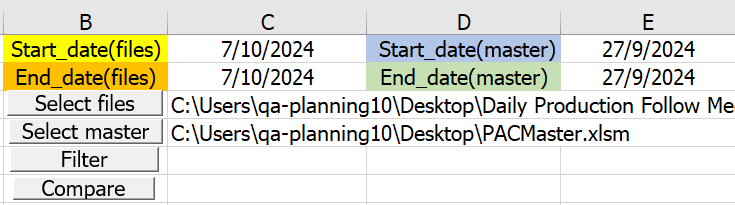 B C D E
Start_date(files) 7/10/2024 Start_date(master) 27/9/2024
End_date(files) 7/10/2024 End_date(master) 27/9/2024
Select files C:\Users\qa-planning10\Desktop\Daily Production Follow Mee
Select master C:\Users\qa-planning10\Desktop\PACMaster.xlsm
Filter
Compare